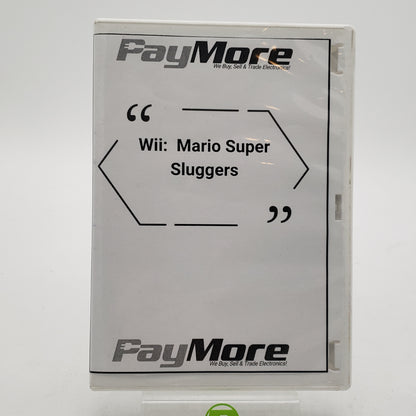 PayMore
We Buy, Sell & Trade Electronics!
“
Wii: Mario Super
Sluggers
”
PayMore
We Buy, Sell & Trade Electronics!